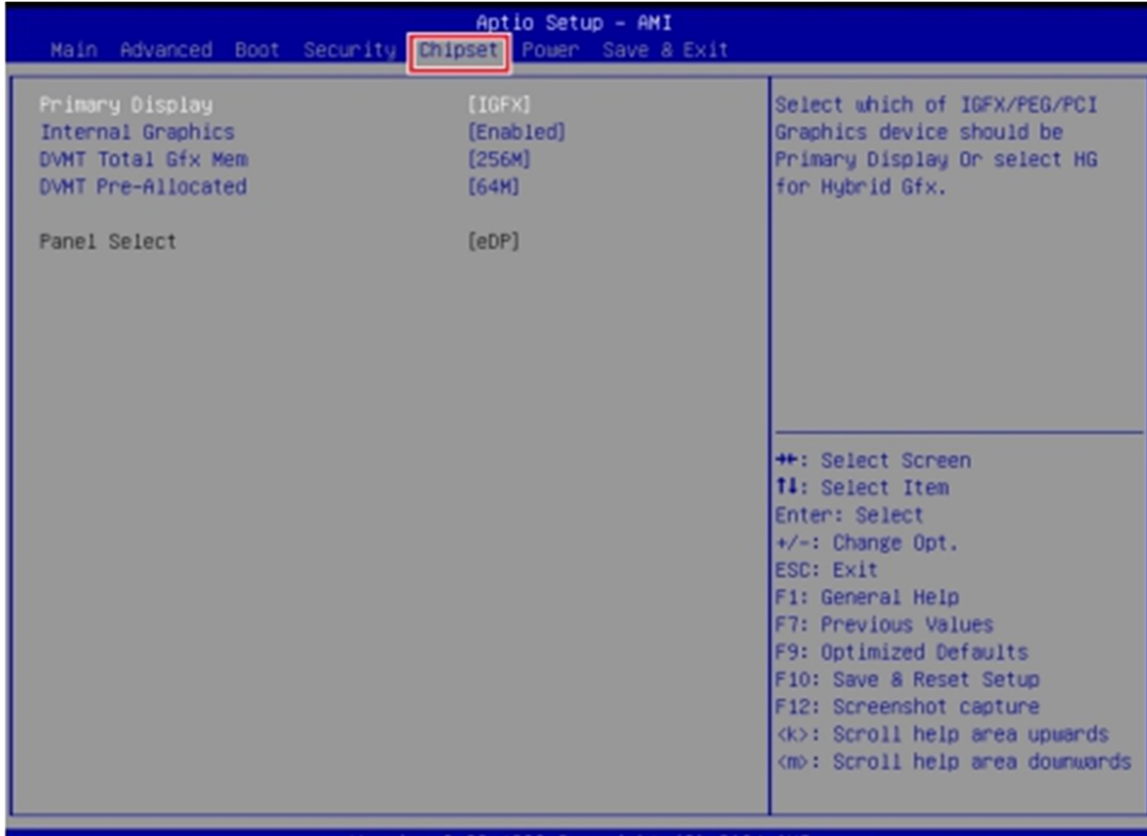 Aptio Setup - AMI
Main Advanced Boot Security Chipset Power Save & Exit
Primary Display [IGFX]
Internal Graphics [Enabled]
DVMT Total Gfx Mem [256M]
DVMT Pre-Allocated [64M]
Panel Select [eDP]
Select which of IGFX/PEG/PCI
Graphics device should be
Primary Display Or select HG
for Hybrid Gfx.
→←: Select Screen
↑↓: Select Item
Enter: Select
+/-: Change Opt.
ESC: Exit
F1: General Help
F7: Previous Values
F9: Optimized Defaults
F10: Save & Reset Setup
F12: Screenshot capture
<k>: Scroll help area upwards
<m>: Scroll help area downwards